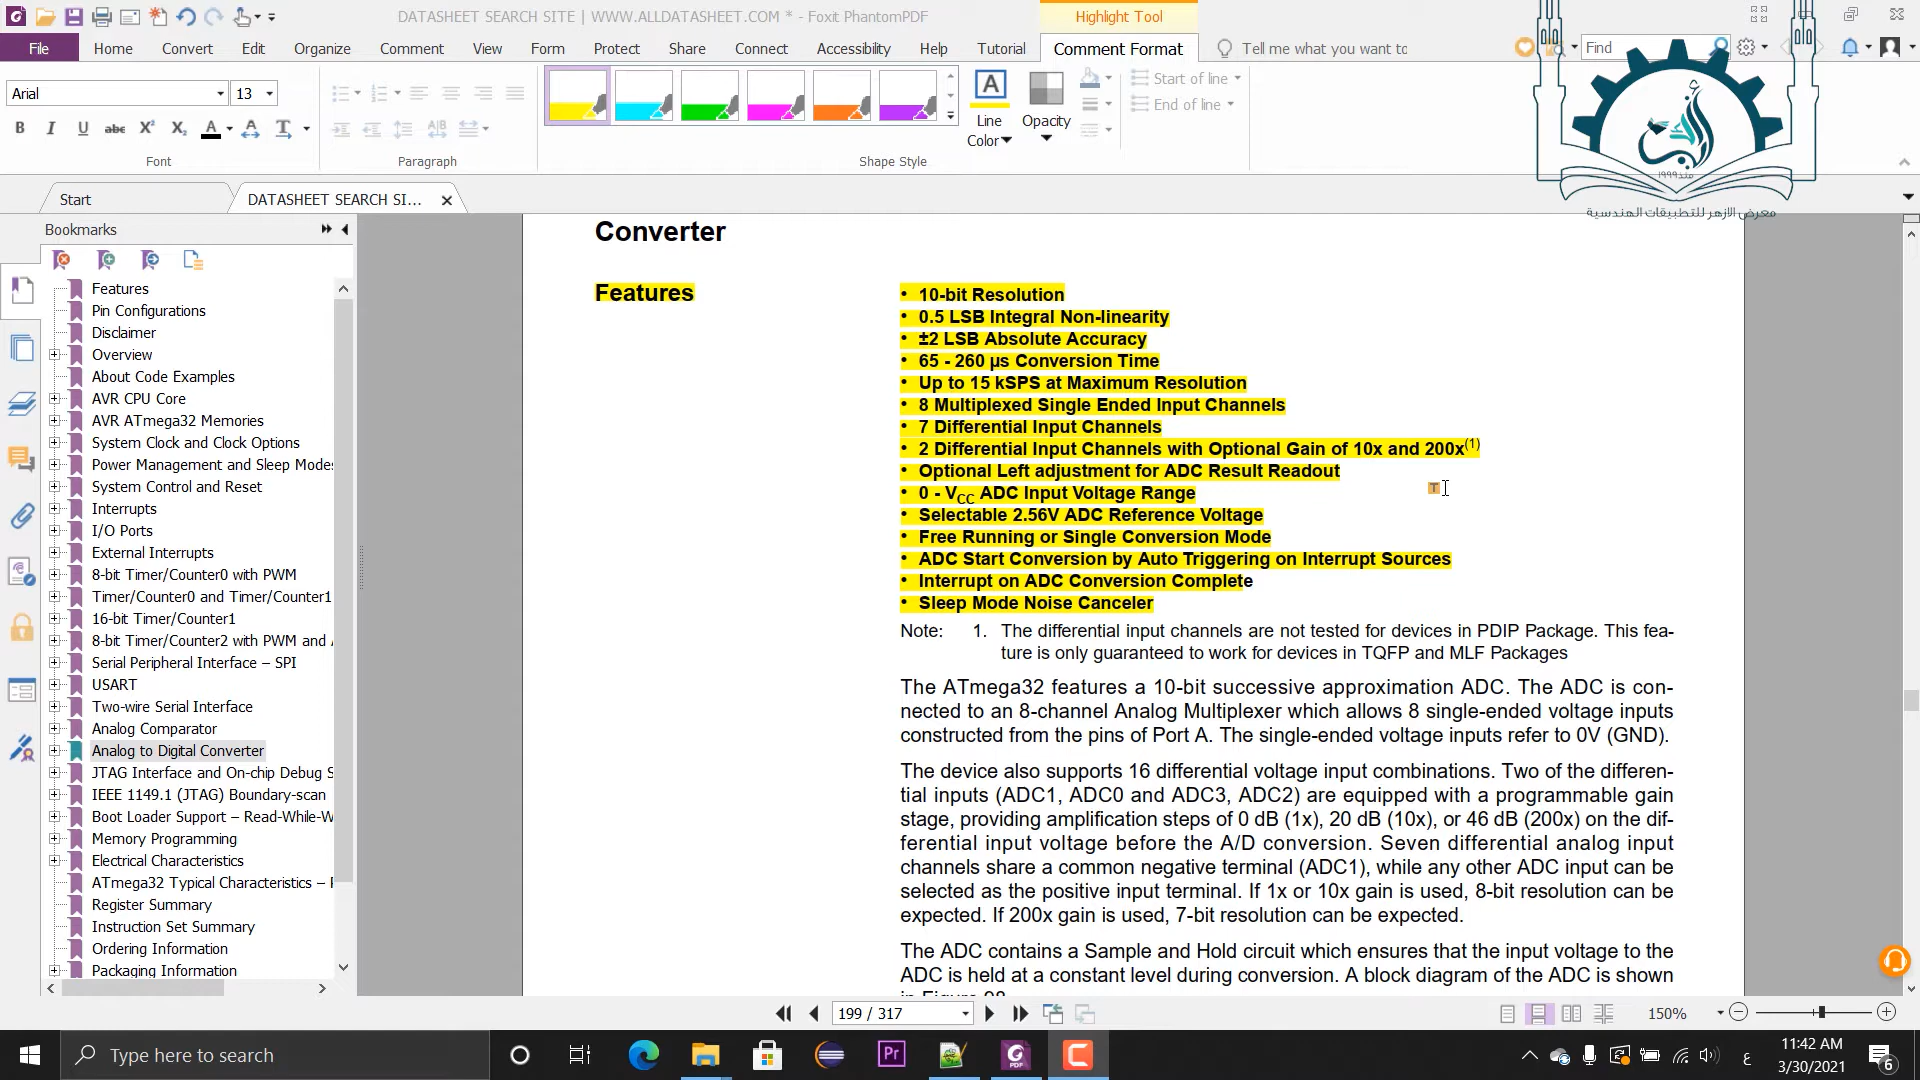 DATASHEET SEARCH SITE | WWW.ALLDATASHEET.COM * - Foxit PhantomPDF
Highlight Tool
File
Home
Convert
Edit
Organize
Comment
View
Form
Protect
Share
Connect
Accessibility
Help
Tutorial
Comment Format
Tell me what you want to
Find
Arial
13
B
I
U
abc
X²
X₂
A
A
T
A|B
Font
Paragraph
Line
Color
Opacity
Start of line
End of line
Shape Style
منذ ١٩٩٩
معرض الازهر للتطبيقات الهندسية
Start
DATASHEET SEARCH SI...
Bookmarks
Features
Pin Configurations
Disclaimer
Overview
About Code Examples
AVR CPU Core
AVR ATmega32 Memories
System Clock and Clock Options
Power Management and Sleep Modes
System Control and Reset
Interrupts
I/O Ports
External Interrupts
8-bit Timer/Counter0 with PWM
Timer/Counter0 and Timer/Counter1
16-bit Timer/Counter1
8-bit Timer/Counter2 with PWM and
Serial Peripheral Interface – SPI
USART
Two-wire Serial Interface
Analog Comparator
Analog to Digital Converter
JTAG Interface and On-chip Debug S
IEEE 1149.1 (JTAG) Boundary-scan
Boot Loader Support – Read-While-W
Memory Programming
Electrical Characteristics
ATmega32 Typical Characteristics –
Register Summary
Instruction Set Summary
Ordering Information
Packaging Information
Converter
Features
• 10-bit Resolution
• 0.5 LSB Integral Non-linearity
• ±2 LSB Absolute Accuracy
• 65 - 260 µs Conversion Time
• Up to 15 kSPS at Maximum Resolution
• 8 Multiplexed Single Ended Input Channels
• 7 Differential Input Channels
• 2 Differential Input Channels with Optional Gain of 10x and 200x(1)
• Optional Left adjustment for ADC Result Readout
• 0 - VCC ADC Input Voltage Range
• Selectable 2.56V ADC Reference Voltage
• Free Running or Single Conversion Mode
• ADC Start Conversion by Auto Triggering on Interrupt Sources
• Interrupt on ADC Conversion Complete
• Sleep Mode Noise Canceler
Note: 1. The differential input channels are not tested for devices in PDIP Package. This fea-
ture is only guaranteed to work for devices in TQFP and MLF Packages
The ATmega32 features a 10-bit successive approximation ADC. The ADC is con-
nected to an 8-channel Analog Multiplexer which allows 8 single-ended voltage inputs
constructed from the pins of Port A. The single-ended voltage inputs refer to 0V (GND).
The device also supports 16 differential voltage input combinations. Two of the differen-
tial inputs (ADC1, ADC0 and ADC3, ADC2) are equipped with a programmable gain
stage, providing amplification steps of 0 dB (1x), 20 dB (10x), or 46 dB (200x) on the dif-
ferential input voltage before the A/D conversion. Seven differential analog input
channels share a common negative terminal (ADC1), while any other ADC input can be
selected as the positive input terminal. If 1x or 10x gain is used, 8-bit resolution can be
expected. If 200x gain is used, 7-bit resolution can be expected.
The ADC contains a Sample and Hold circuit which ensures that the input voltage to the
ADC is held at a constant level during conversion. A block diagram of the ADC is shown
in Figure 98
199 / 317
150%
Type here to search
Pr
PDF
C
ع
11:42 AM
3/30/2021
6